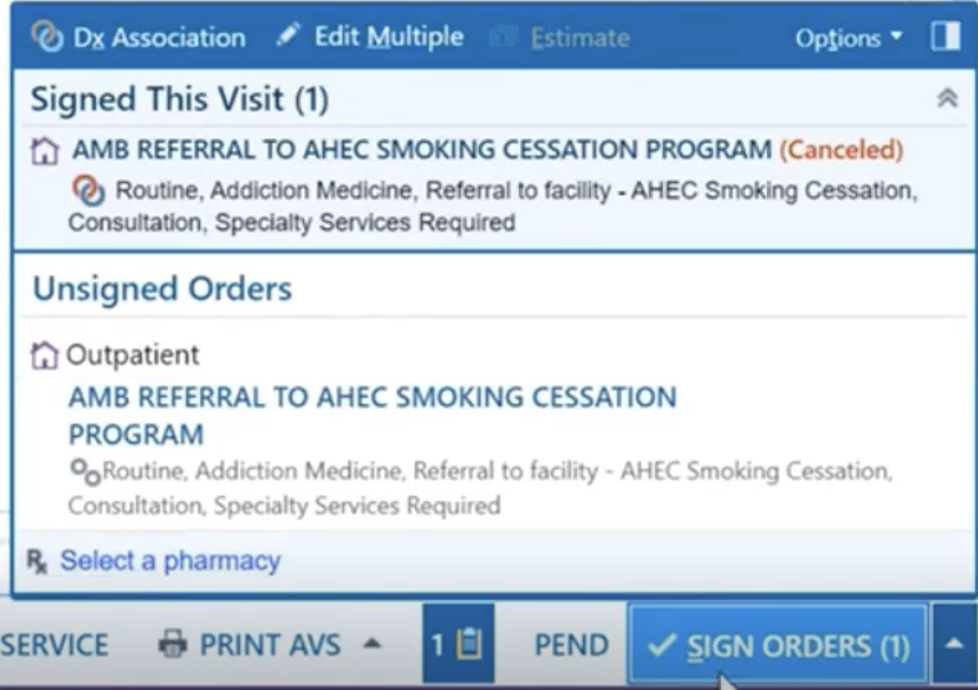 Dx Association Edit Multiple Estimate Options
Signed This Visit (1)
AMB REFERRAL TO AHEC SMOKING CESSATION PROGRAM (Canceled)
Routine, Addiction Medicine, Referral to facility - AHEC Smoking Cessation,
Consultation, Specialty Services Required
Unsigned Orders
Outpatient
AMB REFERRAL TO AHEC SMOKING CESSATION
PROGRAM
Routine, Addiction Medicine, Referral to facility - AHEC Smoking Cessation,
Consultation, Specialty Services Required
Rx Select a pharmacy
SERVICE PRINT AVS 1 PEND SIGN ORDERS (1)